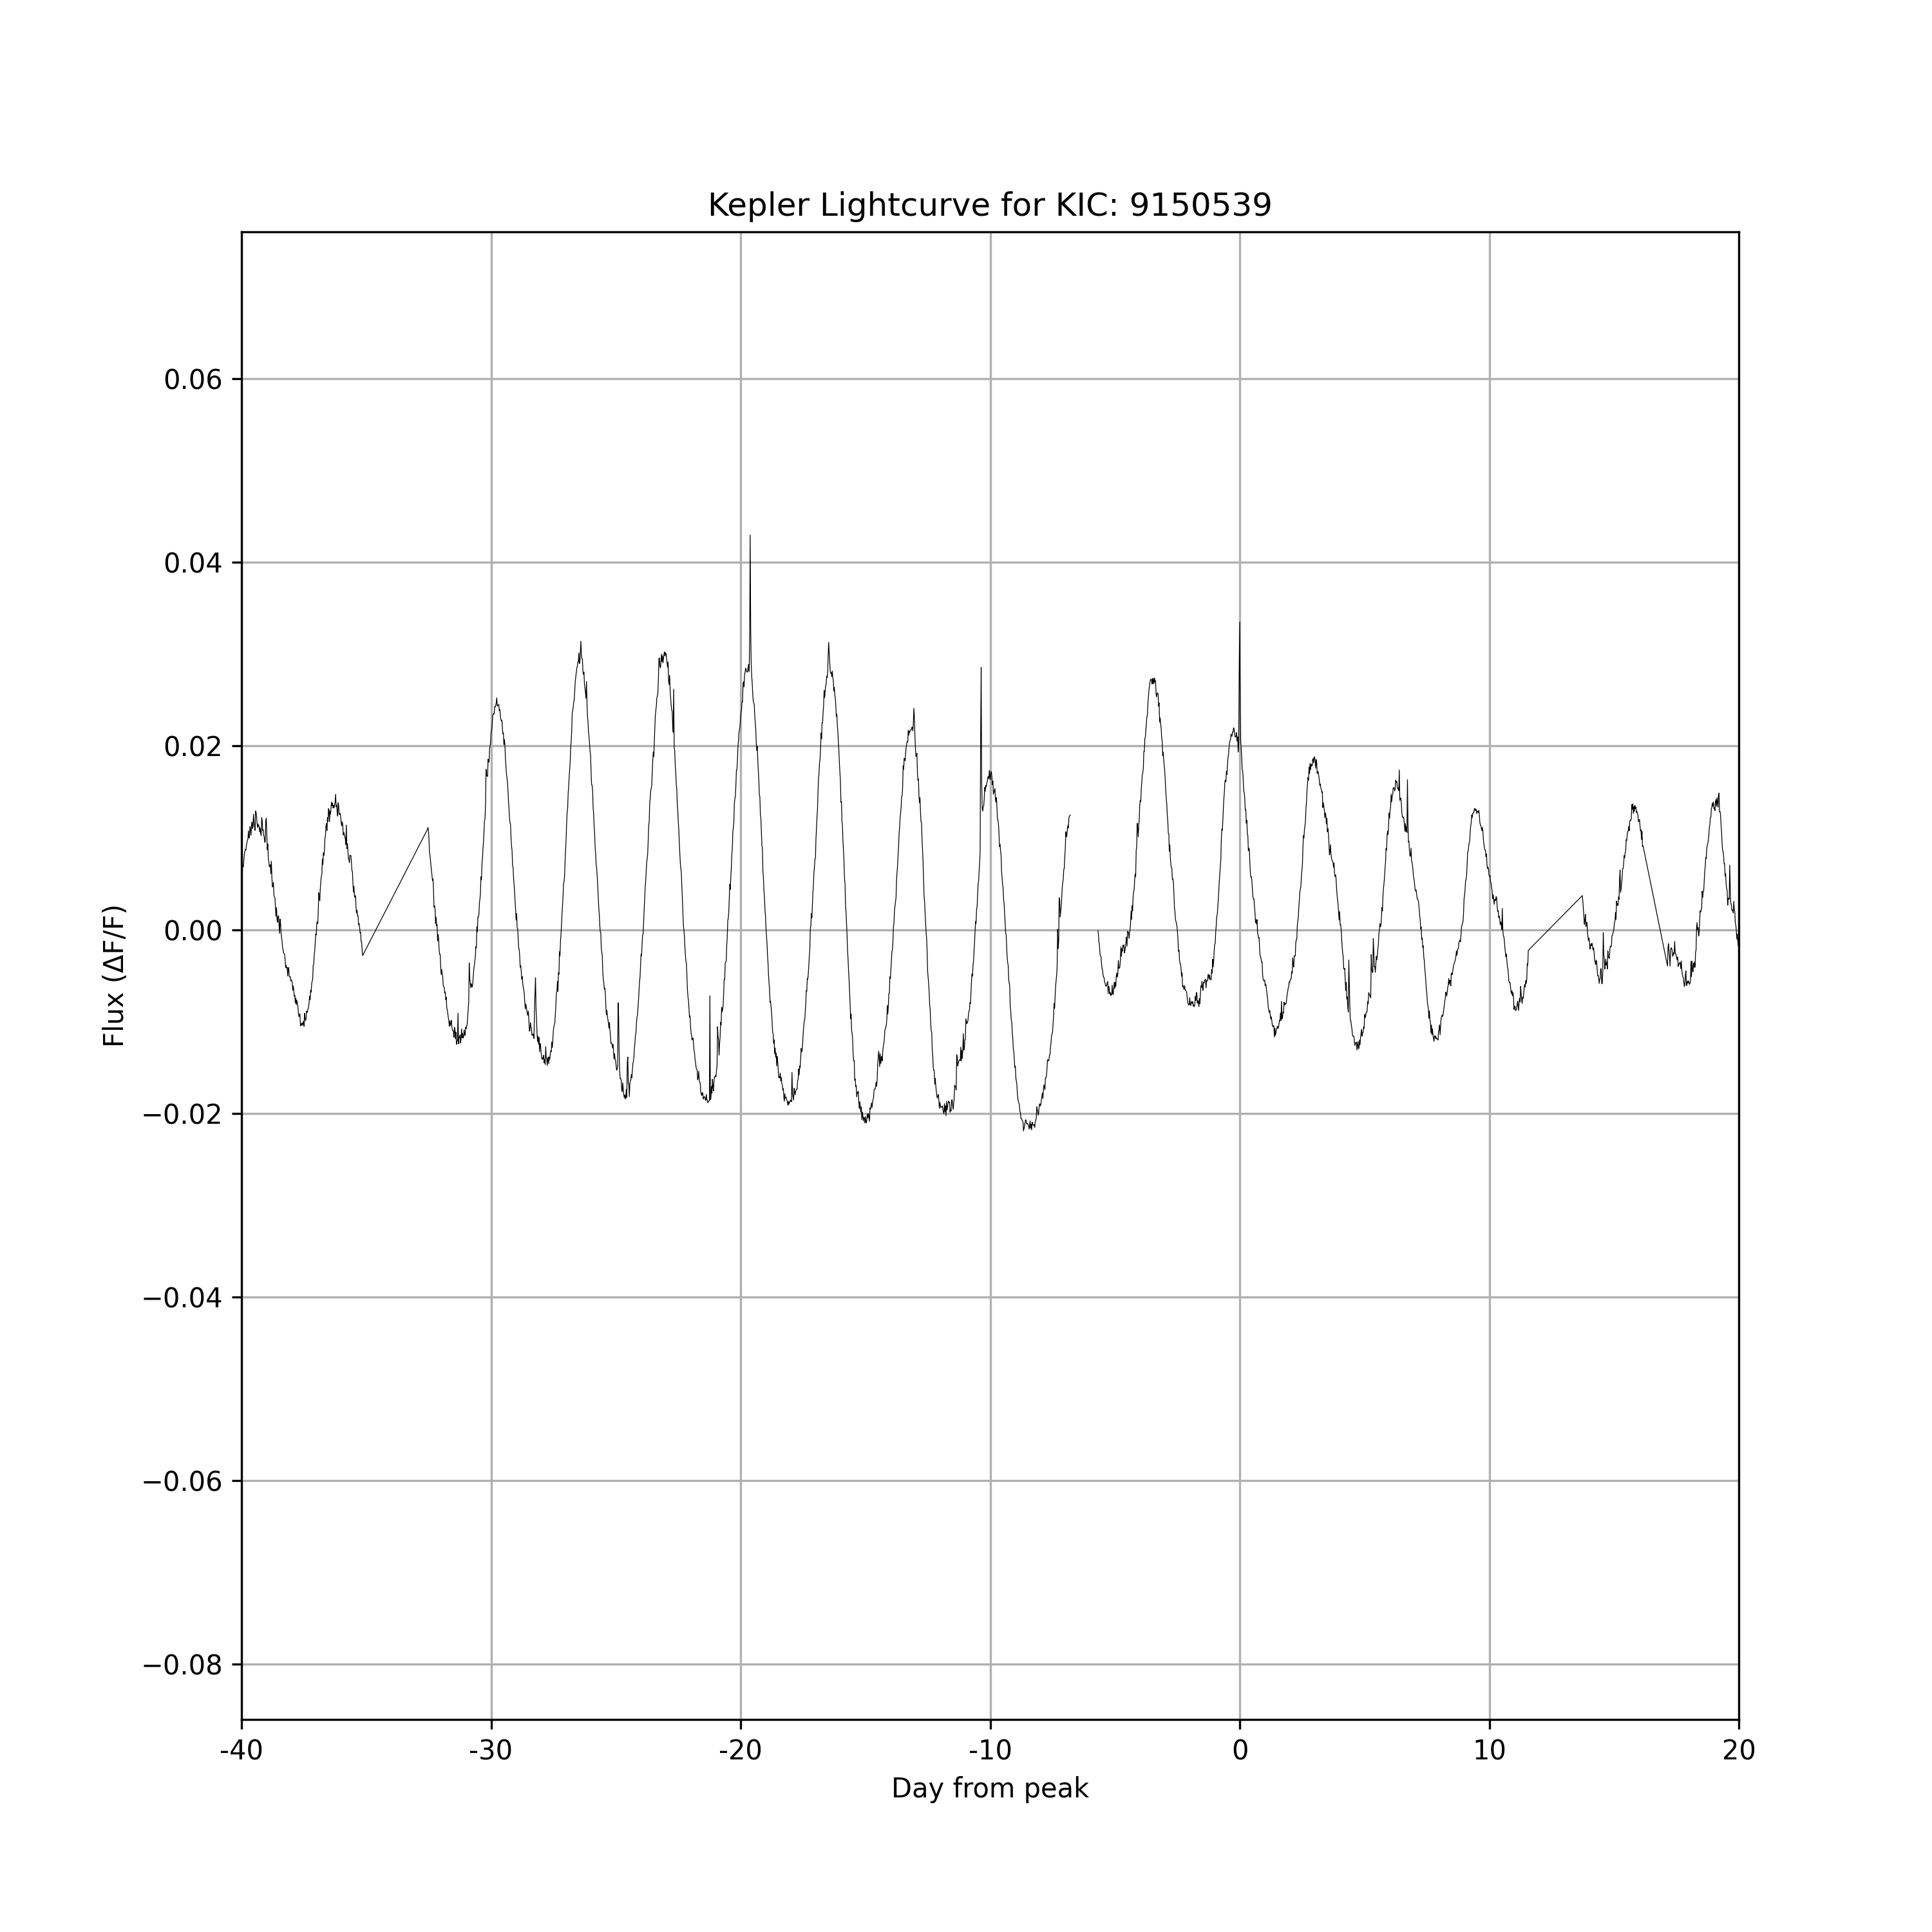 Kepler Lightcurve for KIC: 9150539
0.06
0.04
0.02
0.00
−0.02
−0.04
−0.06
−0.08
Flux (ΔF/F)
-40 -30 -20 -10 0 10 20
Day from peak